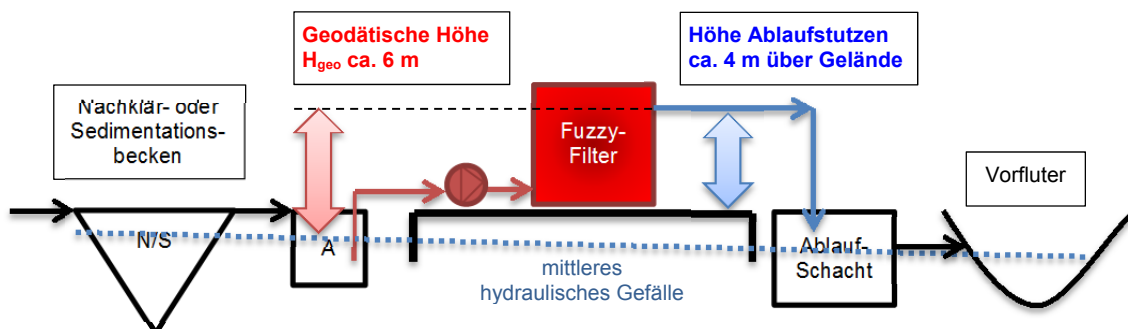 Geodätische Höhe
Hgeo ca. 6 m
Höhe Ablaufstutzen
ca. 4 m über Gelände
Nachklär- oder
Sedimentations-
becken
Fuzzy-
Filter
Vorfluter
N/S
A
Ablauf-
Schacht
mittleres
hydraulisches Gefälle